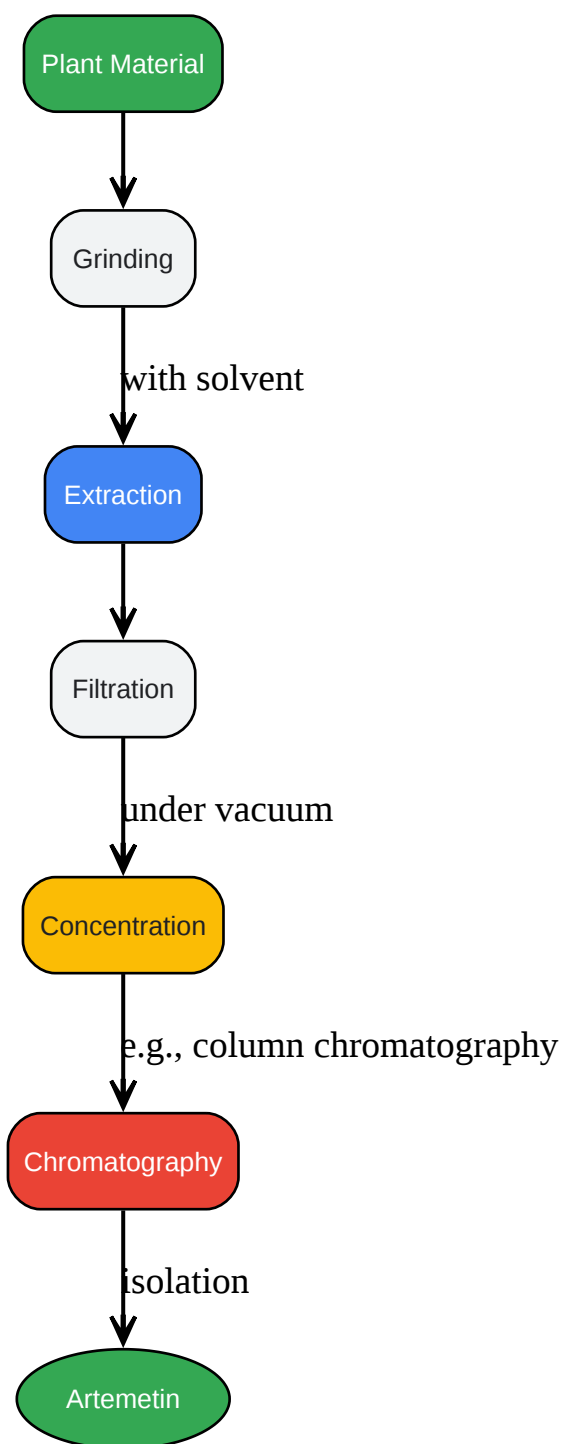 Plant Material
Grinding
with solvent
Extraction
Filtration
under vacuum
Concentration
e.g., column chromatography
Chromatography
isolation
Artemetin